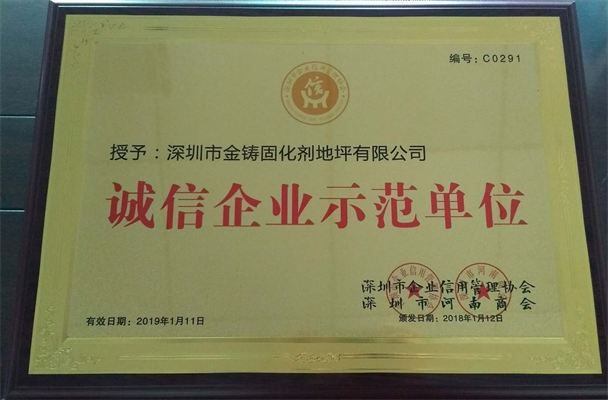 编号:C0291
信
授予：深圳市金铸固化剂地坪有限公司
诚信企业示范单位
深圳市企业信用管理协会
深圳市河南商会
有效日期：2019年1月11日
颁发日期：2018年1月12日